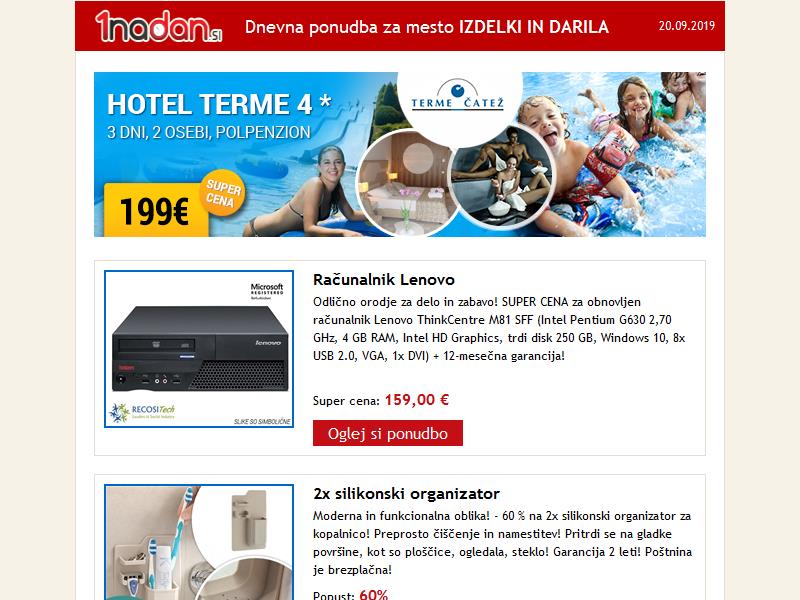 1nadan.si
Dnevna ponudba za mesto IZDELKI IN DARILA
20.09.2019
HOTEL TERME 4 *
3 DNI, 2 OSEBI, POLPENZION
TERME ČATEŽ
SUPER
CENA
199€
Microsoft
REGISTERED
Refurbisher
lenovo
RECOSITech
SLIKE SO SIMBOLIČNE
Računalnik Lenovo
Odlično orodje za delo in zabavo! SUPER CENA za obnovljen
računalnik Lenovo ThinkCentre M81 SFF (Intel Pentium G630 2,70
GHz, 4 GB RAM, Intel HD Graphics, trdi disk 250 GB, Windows 10, 8x
USB 2.0, VGA, 1x DVI) + 12-mesečna garancija!
Super cena: 159,00 €
Oglej si ponudbo
2x silikonski organizator
Moderna in funkcionalna oblika! - 60 % na 2x silikonski organizator za
kopalnico! Preprosto čiščenje in namestitev! Pritrdi se na gladke
površine, kot so ploščice, ogledala, steklo! Garancija 2 leti! Poštnina
je brezplačna!
Popust: 60%